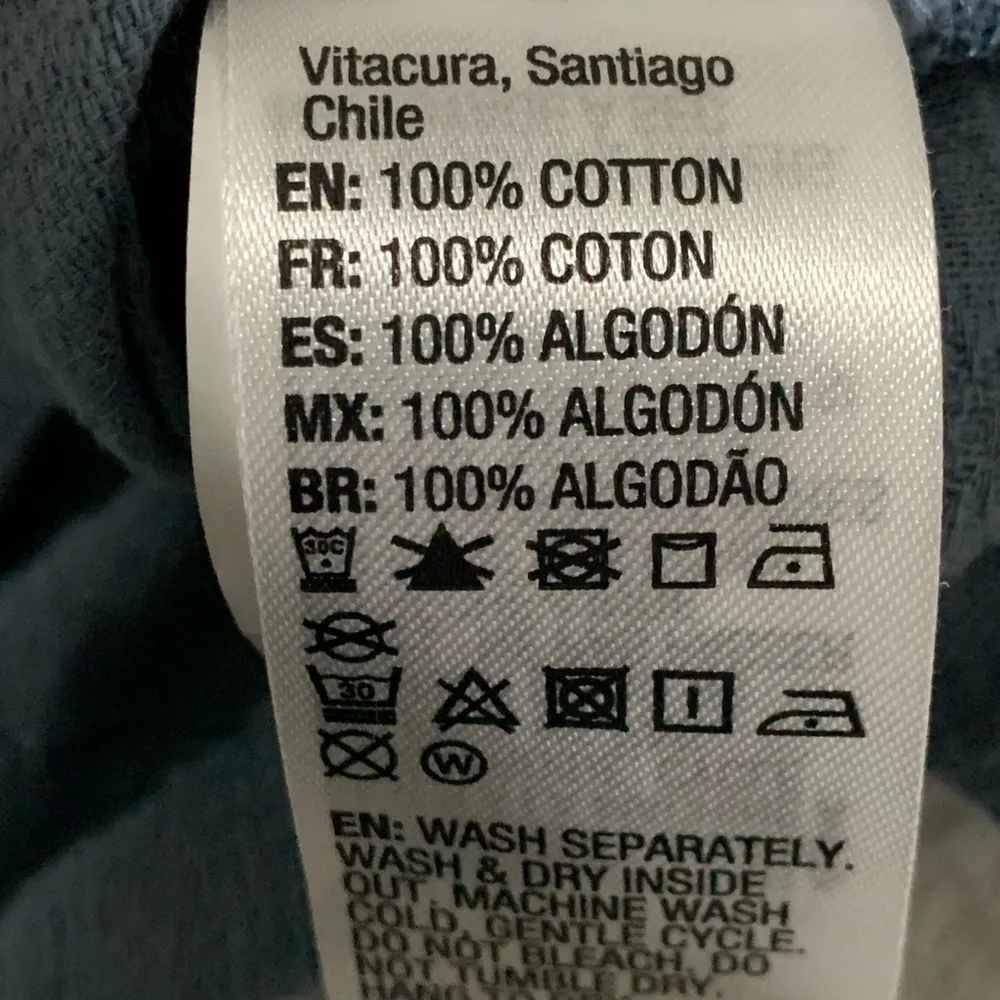 Vitacura, Santiago
Chile
EN: 100% COTTON
FR: 100% COTON
ES: 100% ALGODÓN
MX: 100% ALGODÓN
BR: 100% ALGODÃO
30C
30
W
EN: WASH SEPARATELY.
WASH & DRY INSIDE
OUT. MACHINE WASH
COLD, GENTLE CYCLE.
DO NOT BLEACH. DO
NOT TUMBLE DRY.
HANG TO